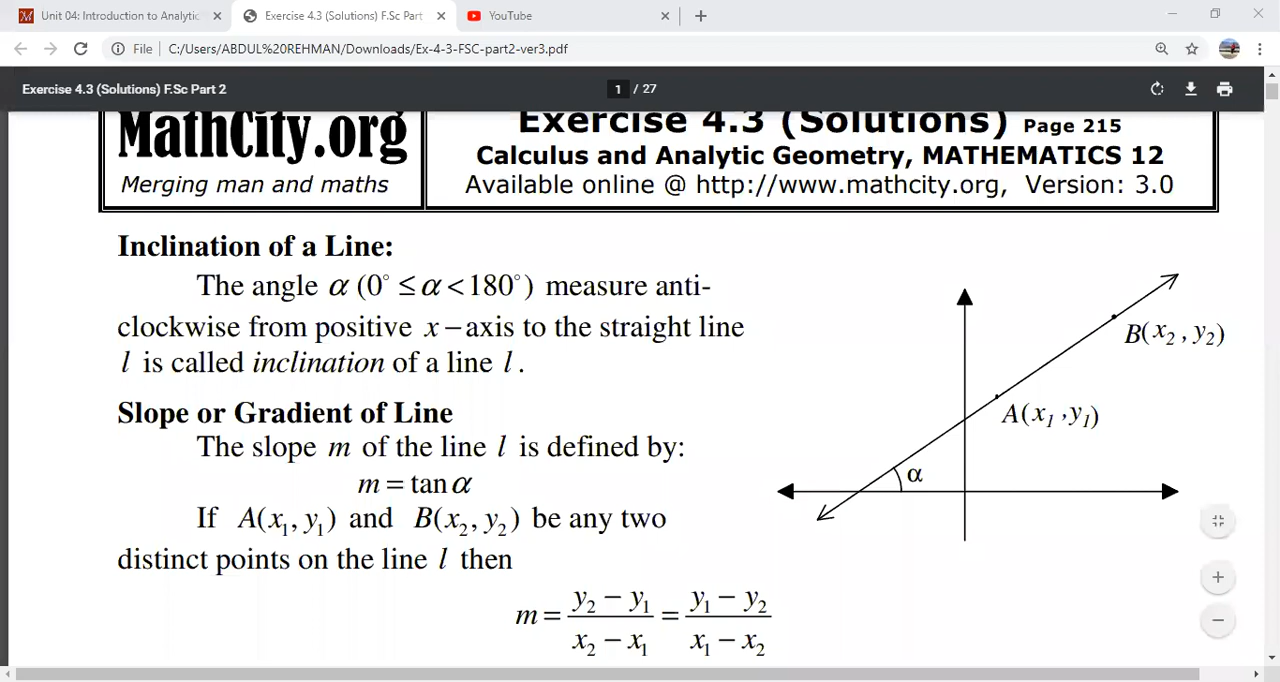 Unit 04: Introduction to Analytic
Exercise 4.3 (Solutions) F.Sc Part
YouTube
File | C:/Users/ABDUL%20REHMAN/Downloads/Ex-4-3-FSC-part2-ver3.pdf
Exercise 4.3 (Solutions) F.Sc Part 2
1 / 27
MathCity.org
Merging man and maths
Exercise 4.3 (Solutions) Page 215
Calculus and Analytic Geometry, MATHEMATICS 12
Available online @ http://www.mathcity.org, Version: 3.0
Inclination of a Line:
The angle α (0° ≤ α < 180°) measure anti-
clockwise from positive x – axis to the straight line
l is called inclination of a line l .
Slope or Gradient of Line
The slope m of the line l is defined by:
m = tan α
If A(x₁, y₁) and B(x₂, y₂) be any two
distinct points on the line l then
m = (y₂ − y₁)/(x₂ − x₁) = (y₁ − y₂)/(x₁ − x₂)
B(x₂ , y₂)
A(x₁ ,y₁)
α